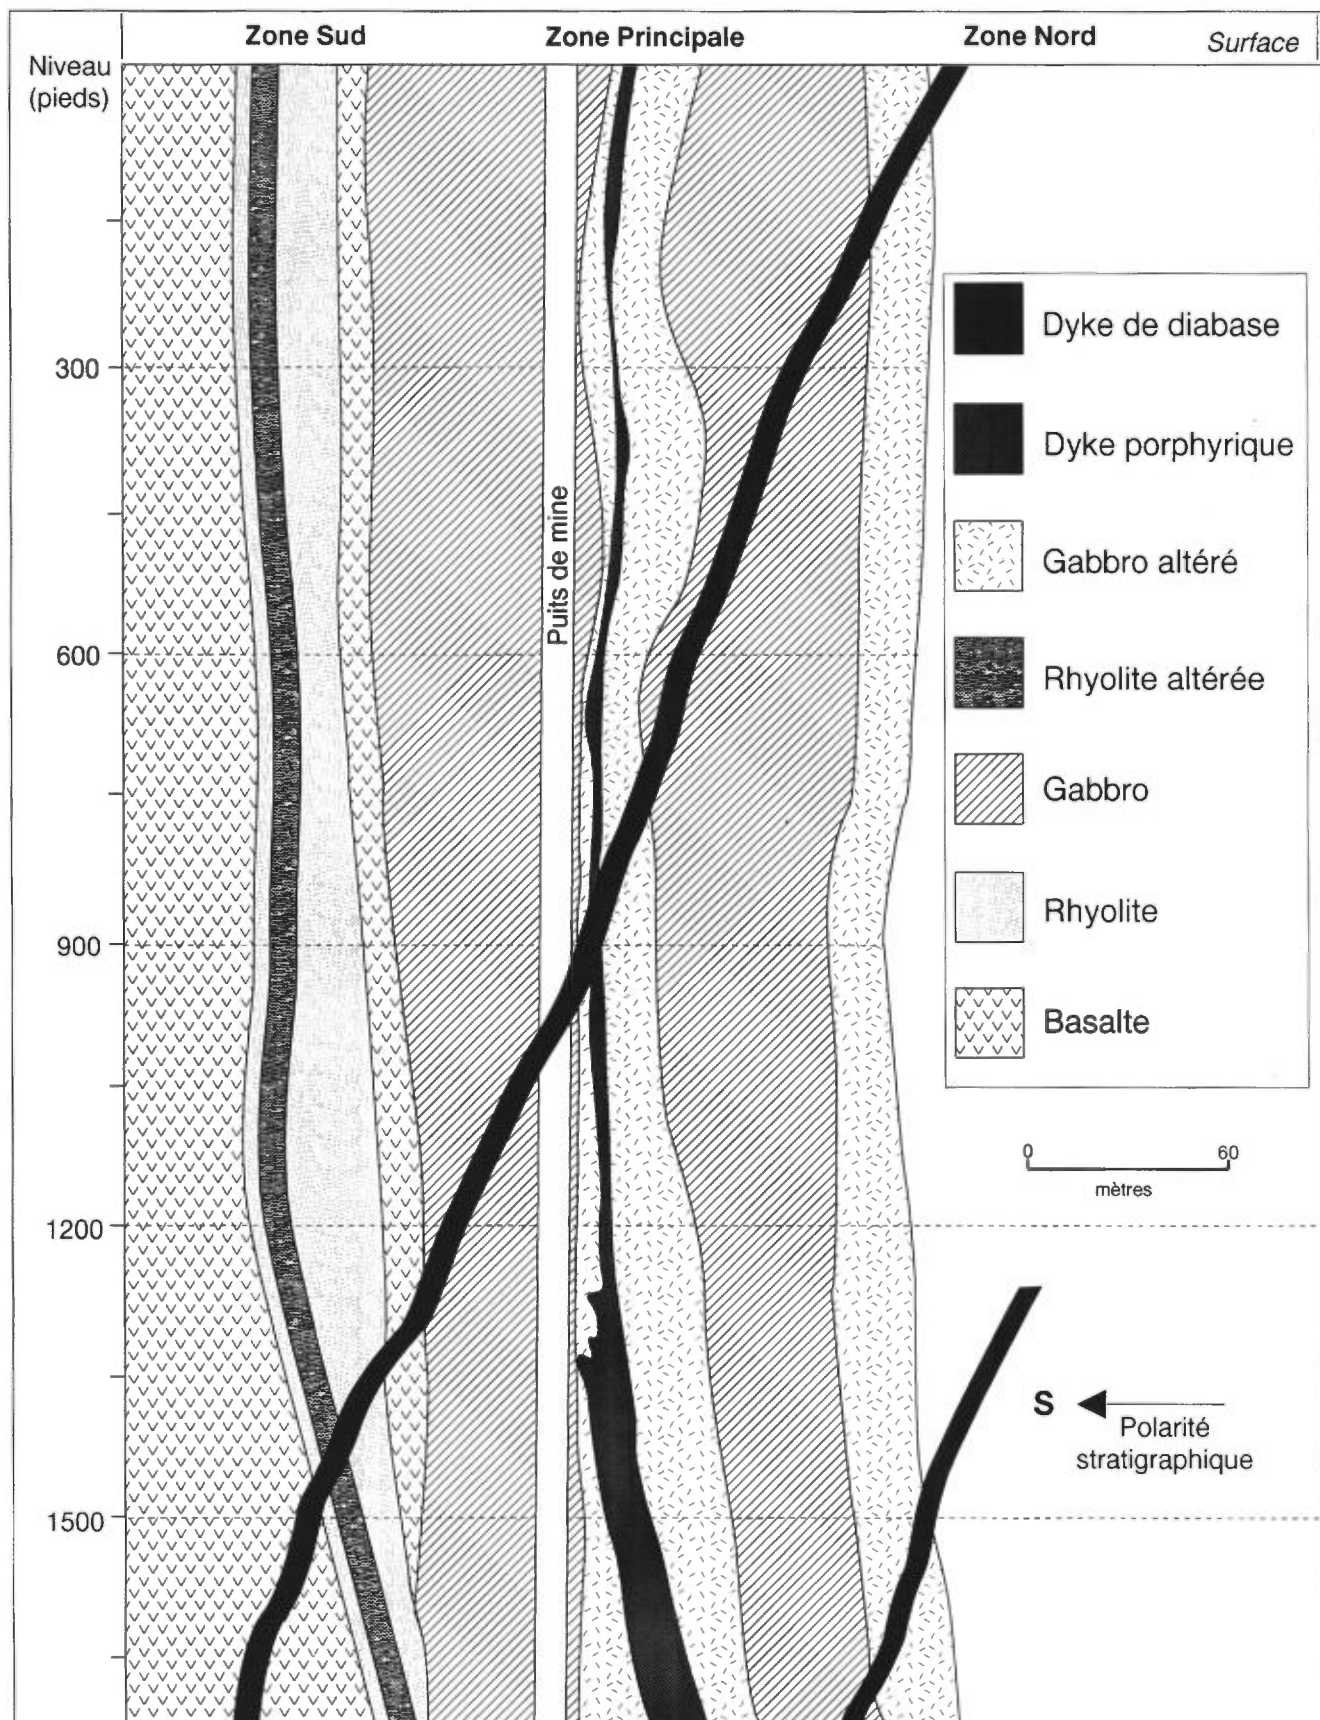 Zone Sud
Zone Principale
Zone Nord
Surface
Niveau
(pieds)
300
600
900
1200
1500
Puits de mine
Dyke de diabase
Dyke porphyrique
Gabbro altéré
Rhyolite altérée
Gabbro
Rhyolite
Basalte
0
60
mètres
S
Polarité
stratigraphique